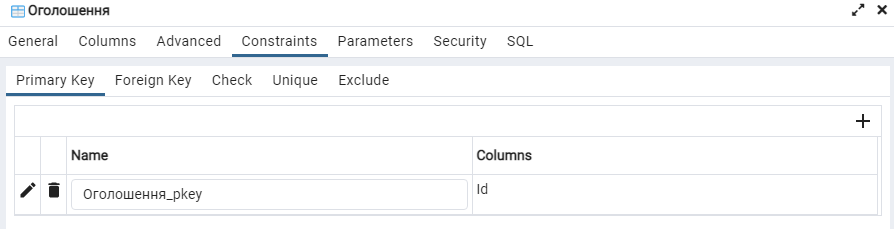 Оголошення
General Columns Advanced Constraints Parameters Security SQL
Primary Key Foreign Key Check Unique Exclude
Name Columns
Оголошення_pkey Id